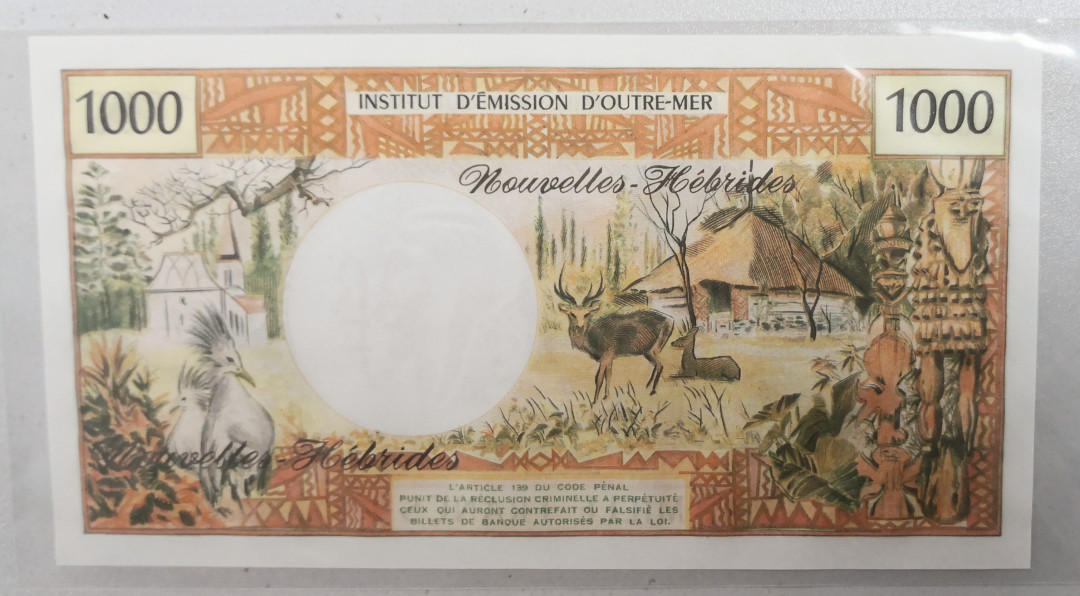 1000
INSTITUT D'ÉMISSION D'OUTRE-MER
1000
Nouvelles-Hébrides
Nouvelles-Hébrides
L'ARTICLE 139 DU CODE PÉNAL
PUNIT DE LA RÉCLUSION CRIMINELLE A PERPÉTUITÉ
CEUX QUI AURONT CONTREFAIT OU FALSIFIÉ LES
BILLETS DE BANQUE AUTORISÉS PAR LA LOI.